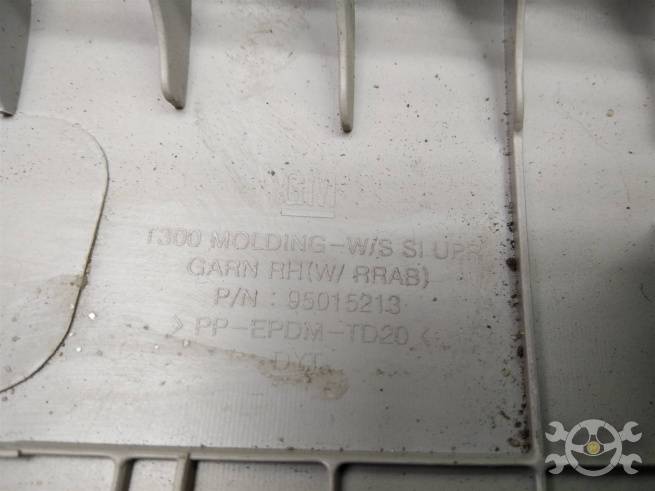 GM
T300 MOLDING-W/S SI UPR
GARN RH(W/ RRAB)
P/N : 95015213
> PP-EPDM-TD20 <
DYT